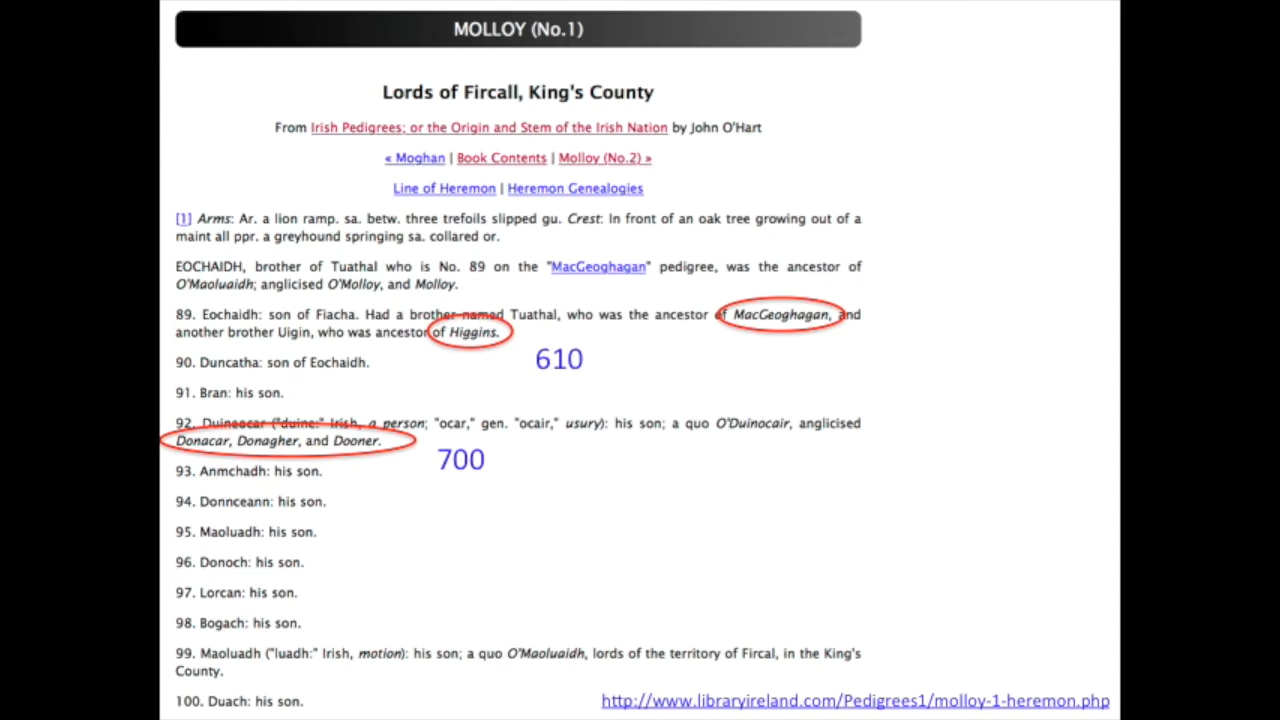 MOLLOY (No.1)
Lords of Fircall, King's County
From Irish Pedigrees; or the Origin and Stem of the Irish Nation by John O'Hart
« Moghan | Book Contents | Molloy (No.2) »
Line of Heremon | Heremon Genealogies
[1] Arms: Ar. a lion ramp. sa. betw. three trefoils slipped gu. Crest: In front of an oak tree growing out of a
maint all ppr. a greyhound springing sa. collared or.
EOCHAIDH, brother of Tuathal who is No. 89 on the "MacGeoghagan" pedigree, was the ancestor of
O'Maoluaidh; anglicised O'Molloy, and Molloy.
89. Eochaidh: son of Fiacha. Had a brother named Tuathal, who was the ancestor of MacGeoghagan, and
another brother Uigin, who was ancestor of Higgins.
610
90. Duncatha: son of Eochaidh.
91. Bran: his son.
92. Duineocar ("duine:" Irish, a person; "ocar," gen. "ocair," usury): his son; a quo O'Duinocair, anglicised
Donacar, Donagher, and Dooner.
700
93. Anmchadh: his son.
94. Donnceann: his son.
95. Maoluadh: his son.
96. Donoch: his son.
97. Lorcan: his son.
98. Bogach: his son.
99. Maoluadh ("luadh:" Irish, motion): his son; a quo O'Maoluaidh, lords of the territory of Fircal, in the King's
County.
100. Duach: his son.
http://www.libraryireland.com/Pedigrees1/molloy-1-heremon.php